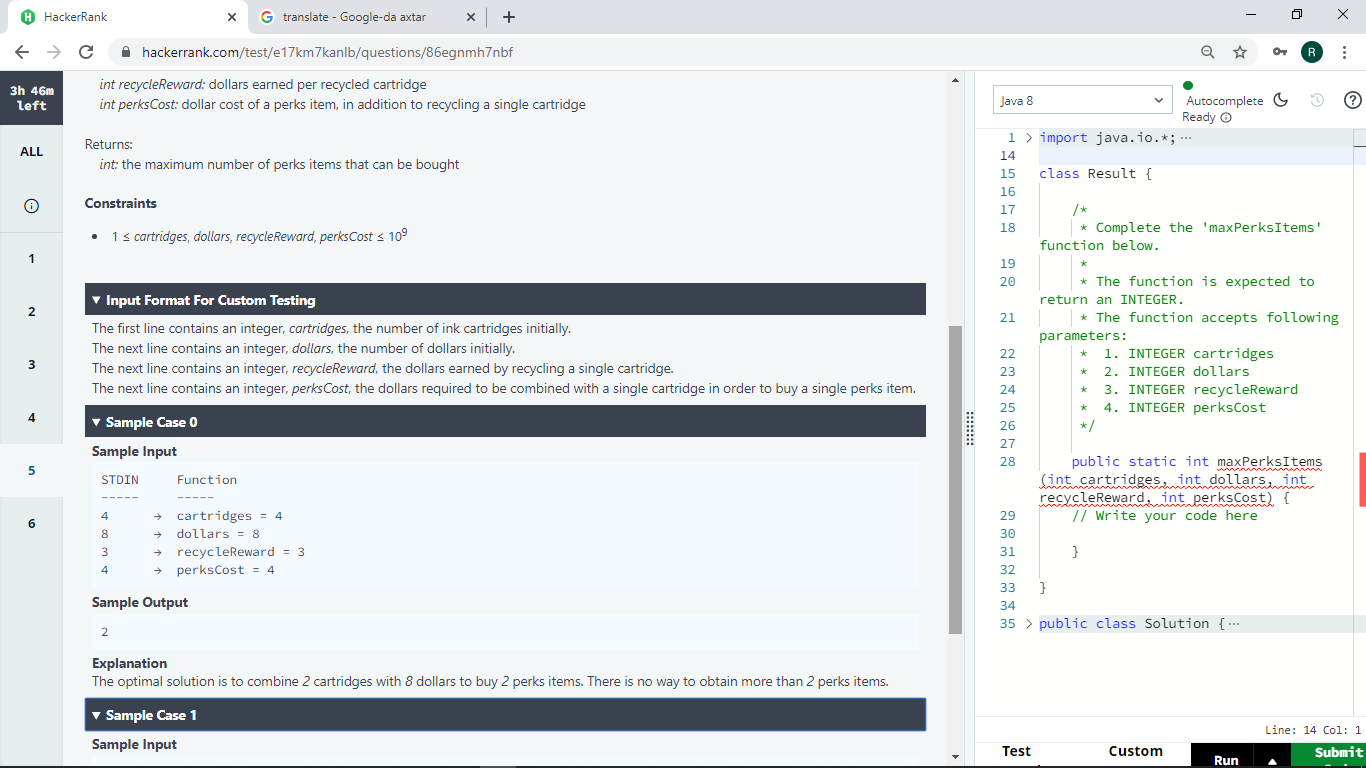 HackerRank
translate - Google-da axtar
hackerrank.com/test/e17km7kanlb/questions/86egnmh7nbf
R
3h 46m
left
ALL
1
2
3
4
5
6
int recycleReward: dollars earned per recycled cartridge
int perksCost: dollar cost of a perks item, in addition to recycling a single cartridge
Returns:
int: the maximum number of perks items that can be bought
Constraints
• 1 ≤ cartridges, dollars, recycleReward, perksCost ≤ 10⁹
▼ Input Format For Custom Testing
The first line contains an integer, cartridges, the number of ink cartridges initially.
The next line contains an integer, dollars, the number of dollars initially.
The next line contains an integer, recycleReward, the dollars earned by recycling a single cartridge.
The next line contains an integer, perksCost, the dollars required to be combined with a single cartridge in order to buy a single perks item.
▼ Sample Case 0
Sample Input
STDIN Function
----- -----
4 → cartridges = 4
8 → dollars = 8
3 → recycleReward = 3
4 → perksCost = 4
Sample Output
2
Explanation
The optimal solution is to combine 2 cartridges with 8 dollars to buy 2 perks items. There is no way to obtain more than 2 perks items.
▼ Sample Case 1
Sample Input
Java 8
Autocomplete
Ready
1 > import java.io.*; ···
14
15 class Result {
16
17 /*
18 * Complete the 'maxPerksItems'
function below.
19 *
20 * The function is expected to
return an INTEGER.
21 * The function accepts following
parameters:
22 * 1. INTEGER cartridges
23 * 2. INTEGER dollars
24 * 3. INTEGER recycleReward
25 * 4. INTEGER perksCost
26 */
27
28 public static int maxPerksItems
(int cartridges, int dollars, int
recycleReward, int perksCost) {
29 // Write your code here
30
31 }
32
33 }
34
35 > public class Solution { ···
Line: 14 Col: 1
Test
Custom
Run
Submit